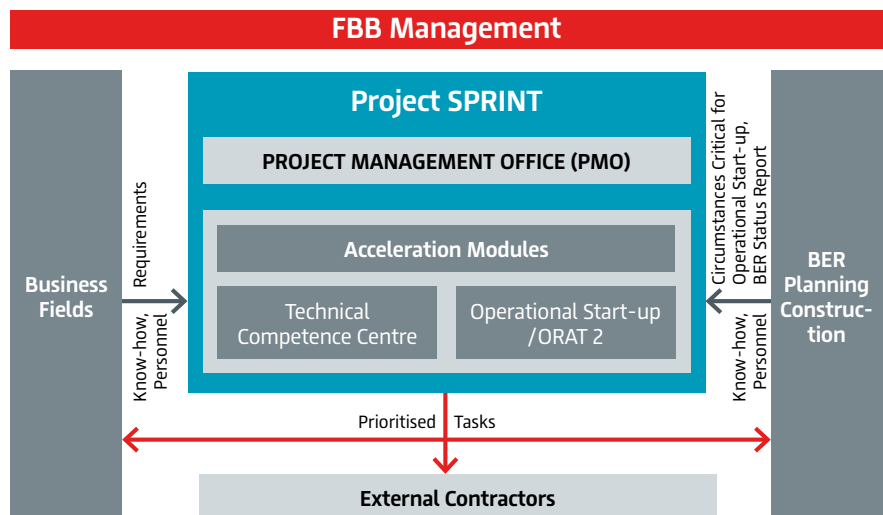 FBB Management
Project SPRINT
PROJECT MANAGEMENT OFFICE (PMO)
Acceleration Modules
Technical
Competence Centre
Operational Start-up
/ORAT 2
Business
Fields
Requirements
Know-how,
Personnel
Circumstances Critical for
Operational Start-up,
BER Status Report
Know-how,
Personnel
BER
Planning
Construc-
tion
Prioritised Tasks
External Contractors